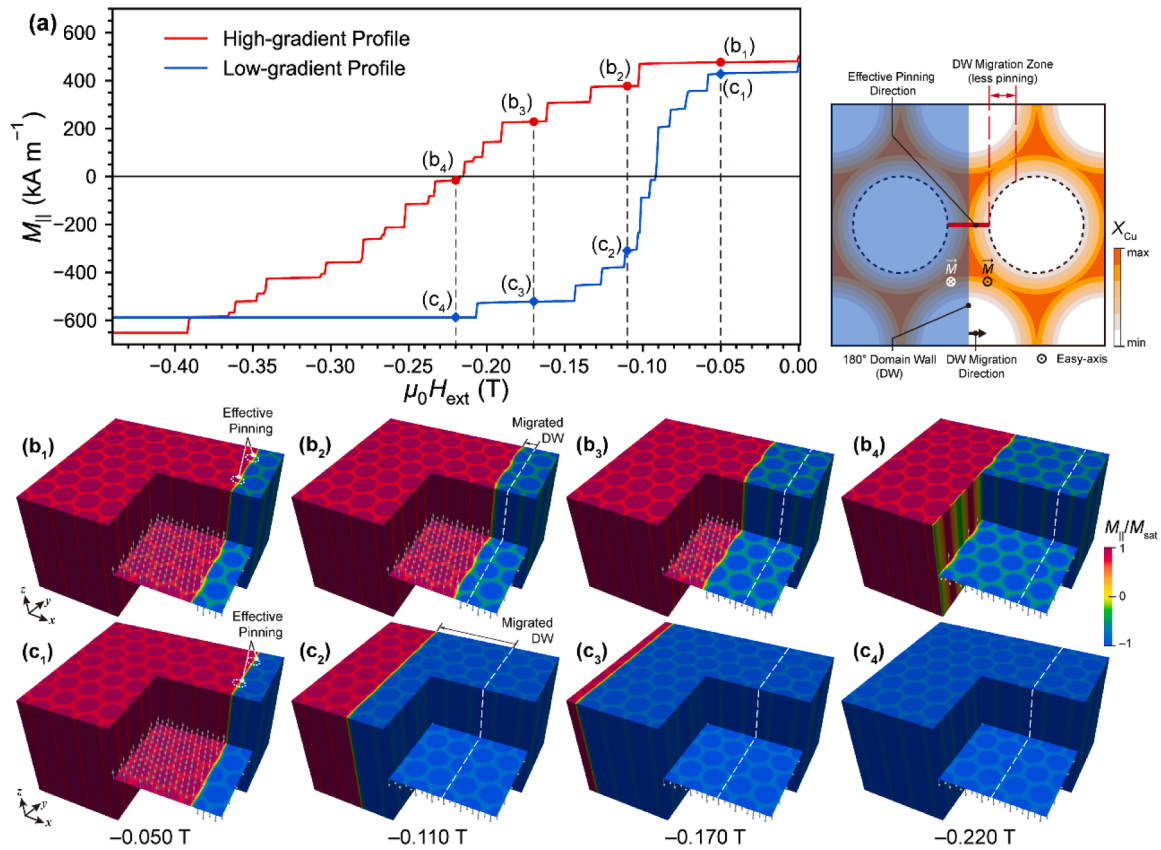 (a)
600
400
200
0
−200
−400
−600
M|| (kA m⁻¹)
High-gradient Profile
Low-gradient Profile
(b₁)
(b₂)
(b₃)
(b₄)
(c₁)
(c₂)
(c₃)
(c₄)
−0.40
−0.35
−0.30
−0.25
−0.20
−0.15
−0.10
−0.05
0
μ₀Hext (T)
Effective Pinning
Direction
DW Migration Zone
(less pinning)
M
M
XCu
max
min
180° Domain Wall
(DW)
DW Migration
Direction
Easy-axis
(b₁)
Effective
Pinning
z
y
x
(b₂)
Migrated
DW
(b₃)
(b₄)
M||/Msat
1
0
−1
(c₁)
Effective
Pinning
z
y
x
(c₂)
Migrated
DW
(c₃)
(c₄)
−0.050 T
−0.110 T
−0.170 T
−0.220 T